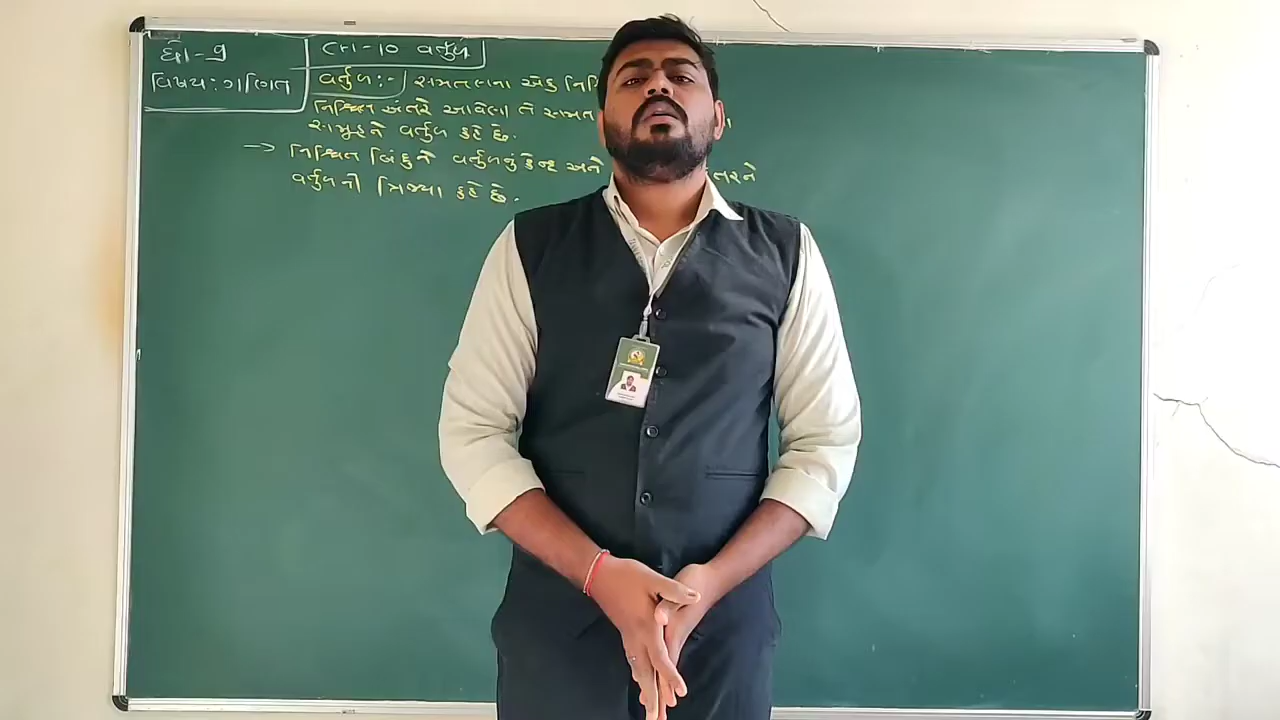 ધો-9
વિષય:ગણિત
CH-10 વર્તુળ
વર્તુળ:- સમતલના એક
નિશ્ચિત અંતરે આવેલા તે
સમુહને વર્તુળ કહે છે.
→ નિશ્ચિત બિંદુને વર્તુળનું કેન્દ્ર અને
વર્તુળની ત્રિજ્યા કહે છે.